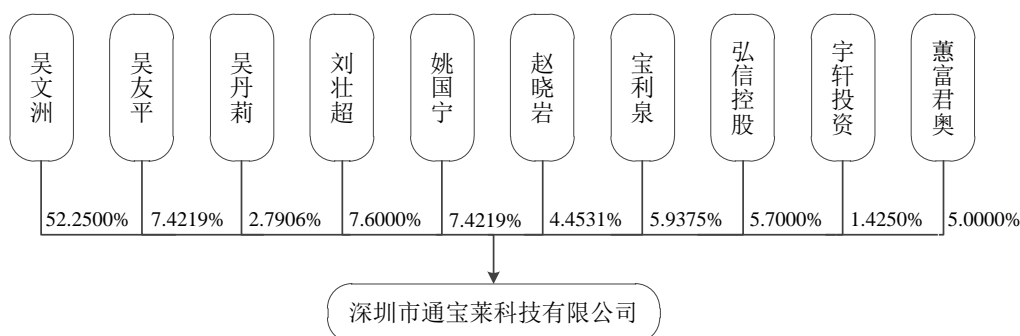 吴文洲
吴友平
吴丹莉
刘壮超
姚国宁
赵晓岩
宝利泉
弘信控股
宇轩投资
蕙富君奥
52.2500%
7.4219%
2.7906%
7.6000%
7.4219%
4.4531%
5.9375%
5.7000%
1.4250%
5.0000%
深圳市通宝莱科技有限公司